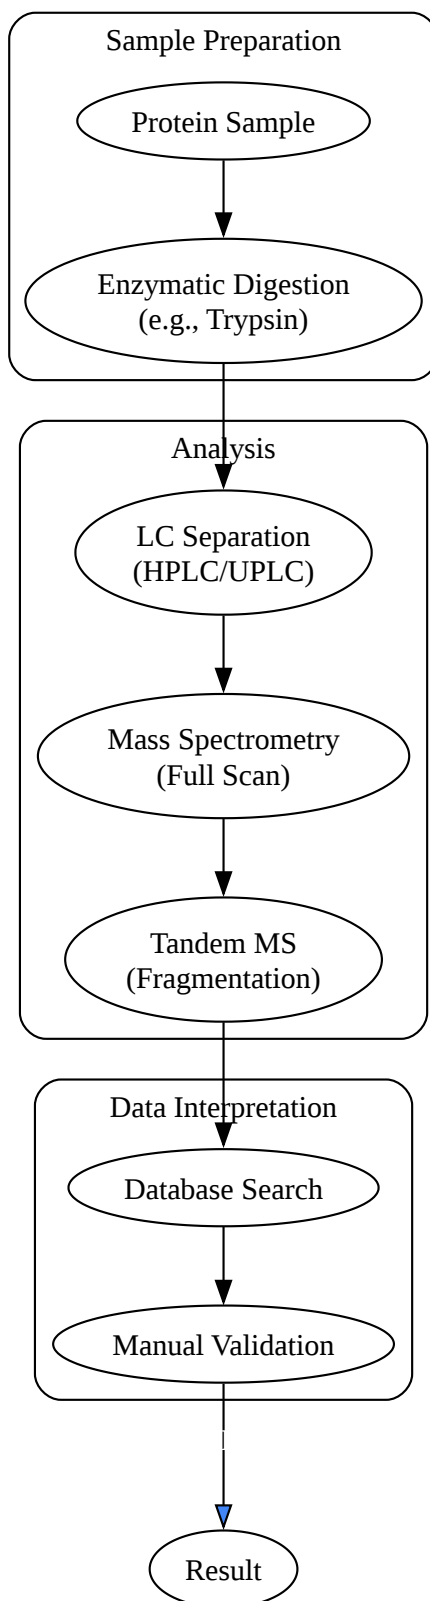 Sample Preparation
Protein Sample
Enzymatic Digestion
(e.g., Trypsin)
Analysis
LC Separation
(HPLC/UPLC)
Mass Spectrometry
(Full Scan)
Tandem MS
(Fragmentation)
Data Interpretation
Database Search
Manual Validation
Result